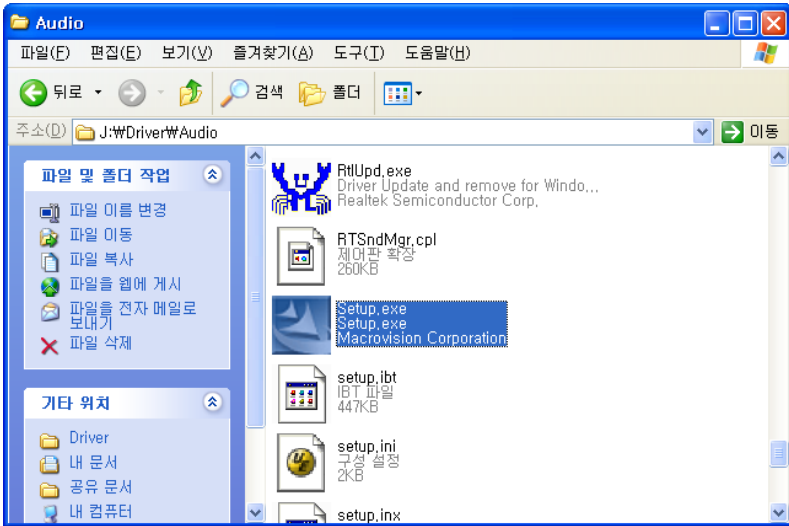 Audio
파일(F) 편집(E) 보기(V) 즐겨찾기(A) 도구(T) 도움말(H)
뒤로 검색 폴더
주소(D) J:₩Driver₩Audio 이동
파일 및 폴더 작업
파일 이름 변경
파일 이동
파일 복사
파일을 웹에 게시
파일을 전자 메일로
보내기
파일 삭제
기타 위치
Driver
내 문서
공유 문서
내 컴퓨터
RtlUpd.exe
Driver Update and remove for Windo...
Realtek Semiconductor Corp.
RTSndMgr.cpl
제어판 확장
260KB
Setup.exe
Setup.exe
Macrovision Corporation
setup.ibt
IBT 파일
447KB
setup.ini
구성 설정
2KB
setup.inx